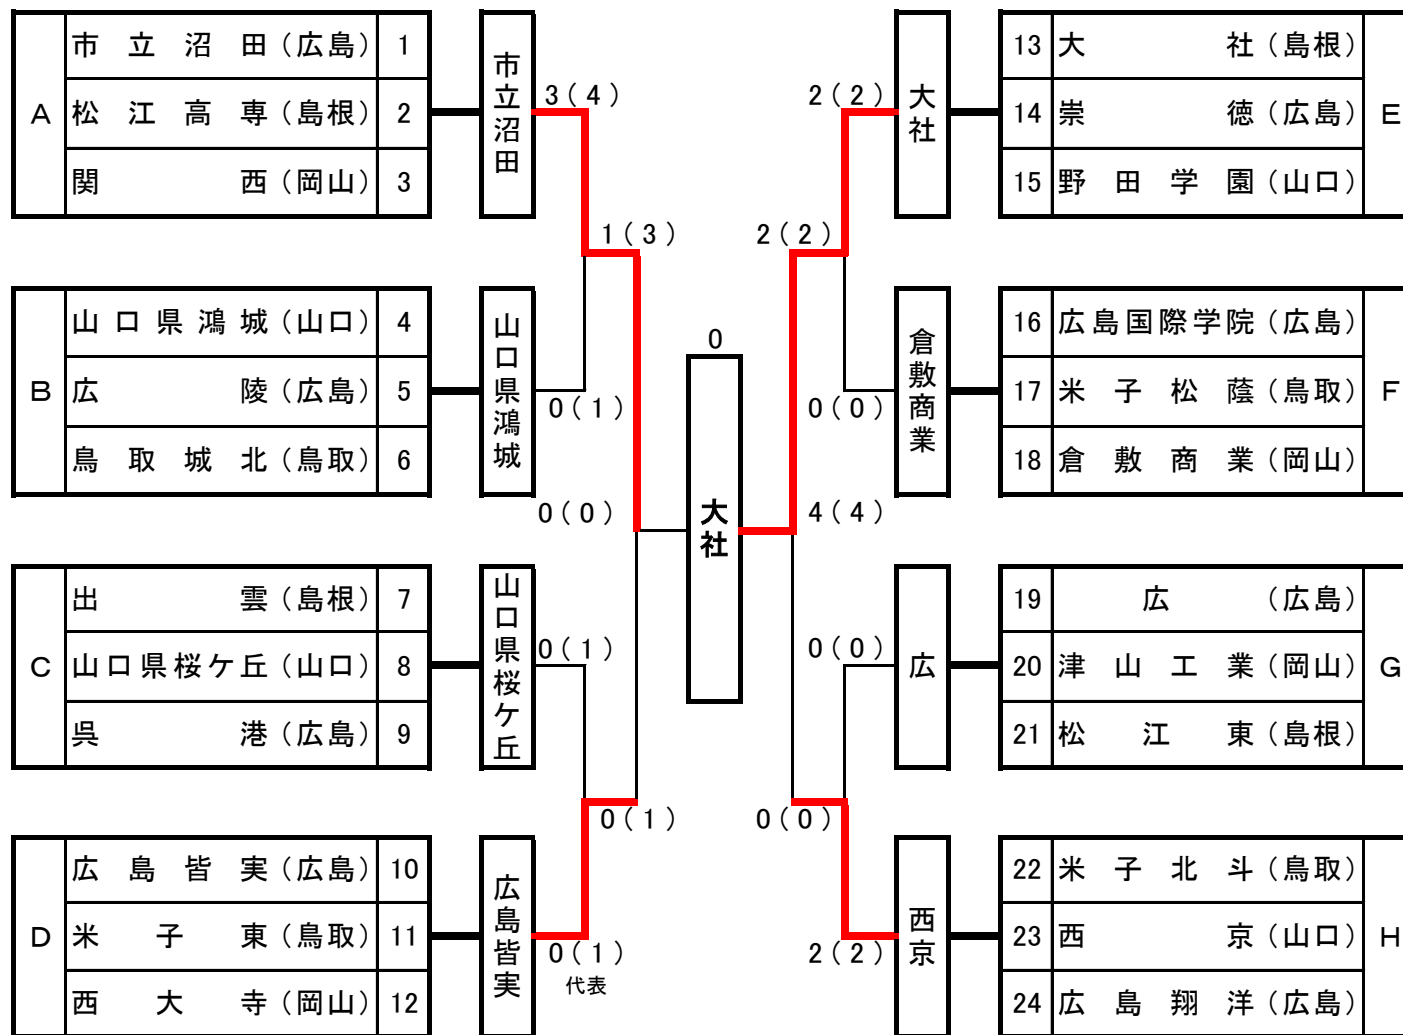 A
市立沼田（広島） 1
松江高専（島根） 2
関西（岡山） 3
市立沼田
3(4)
B
山口県鴻城（山口） 4
広陵（広島） 5
鳥取城北（鳥取） 6
山口県鴻城
0(1)
1(3)
C
出雲（島根） 7
山口県桜ケ丘（山口） 8
呉港（広島） 9
山口県桜ケ丘
0(1)
D
広島皆実（広島） 10
米子東（鳥取） 11
西大寺（岡山） 12
広島皆実
0(1)
代表
0(1)
0(0)
0
大社
4(4)
E
13 大社（島根）
14 崇徳（広島）
15 野田学園（山口）
大社
2(2)
F
16 広島国際学院（広島）
17 米子松蔭（鳥取）
18 倉敷商業（岡山）
倉敷商業
0(0)
2(2)
G
19 広（広島）
20 津山工業（岡山）
21 松江東（島根）
広
0(0)
H
22 米子北斗（鳥取）
23 西京（山口）
24 広島翔洋（広島）
西京
2(2)
0(0)